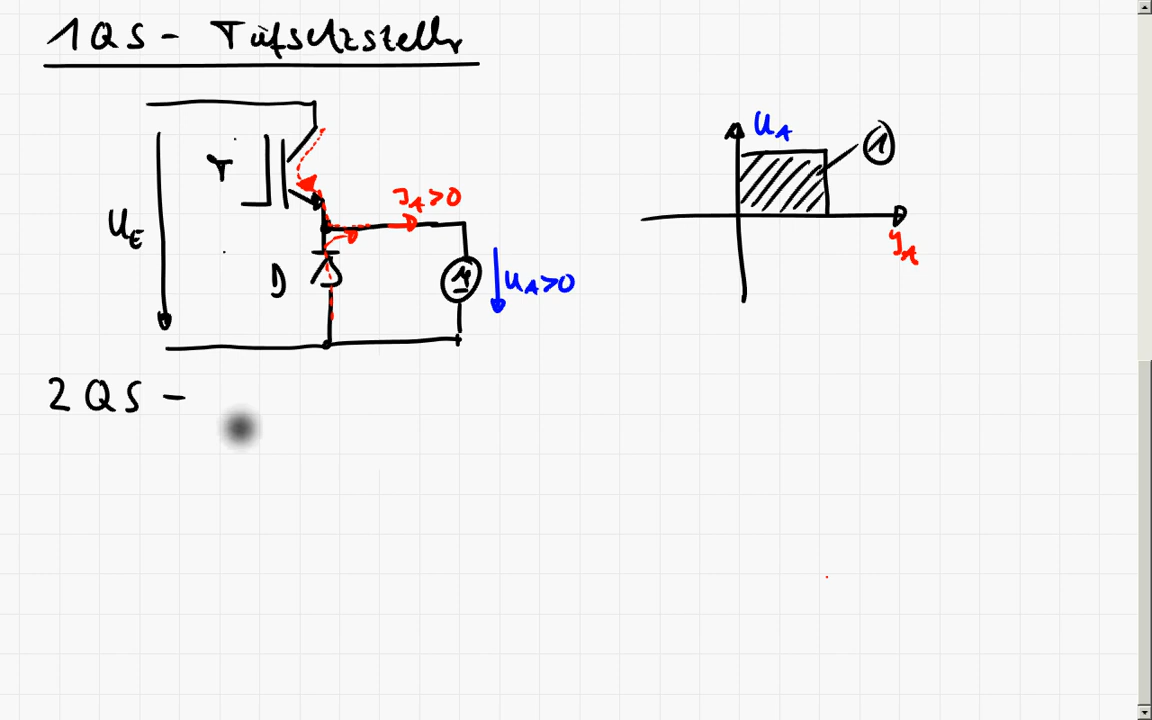 1QS - Tiefsetzsteller
T
U_E
D
I_A>0
M
U_A>0
U_A
1
I_A
2QS -